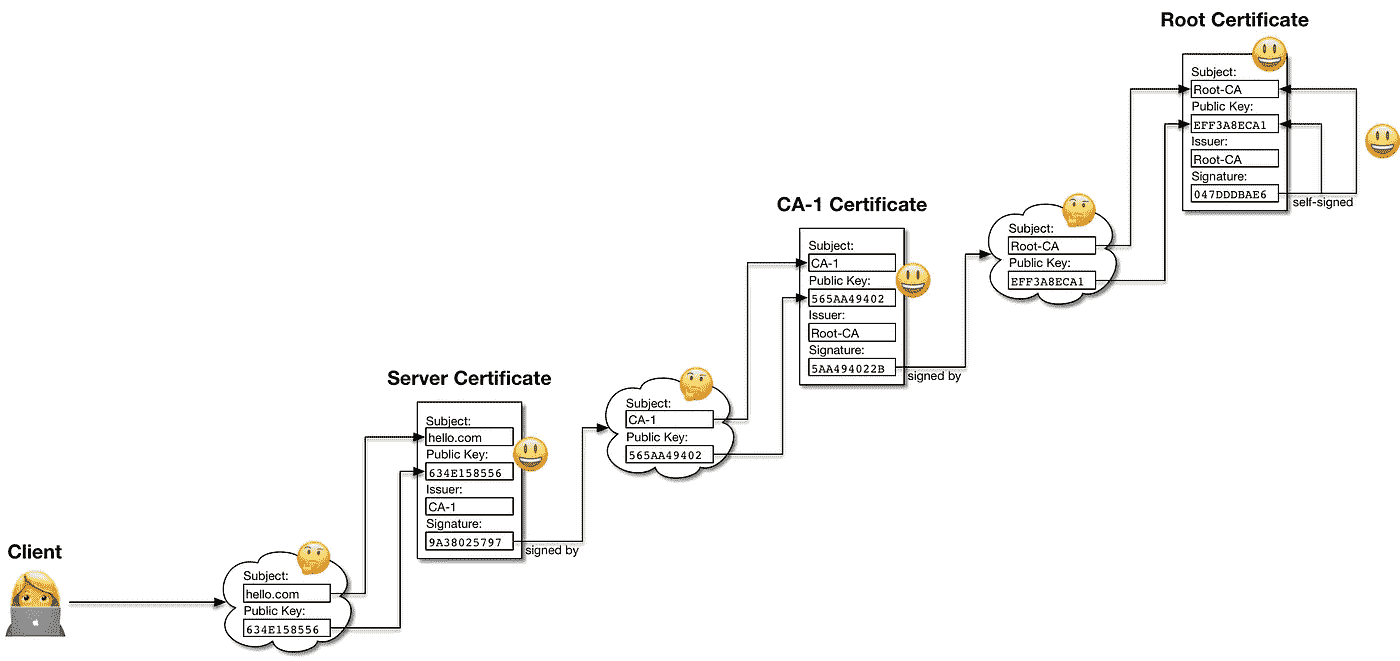 Root Certificate
Subject:
Root-CA
Public Key:
EFF3A8ECA1
Issuer:
Root-CA
Signature:
047DDDBAE6
self-signed
CA-1 Certificate
Subject:
CA-1
Public Key:
565AA49402
Issuer:
Root-CA
Signature:
5AA494022B
signed by
Subject:
Root-CA
Public Key:
EFF3A8ECA1
Server Certificate
Subject:
hello.com
Public Key:
634E158556
Issuer:
CA-1
Signature:
9A38025797
signed by
Subject:
CA-1
Public Key:
565AA49402
Client
Subject:
hello.com
Public Key:
634E158556